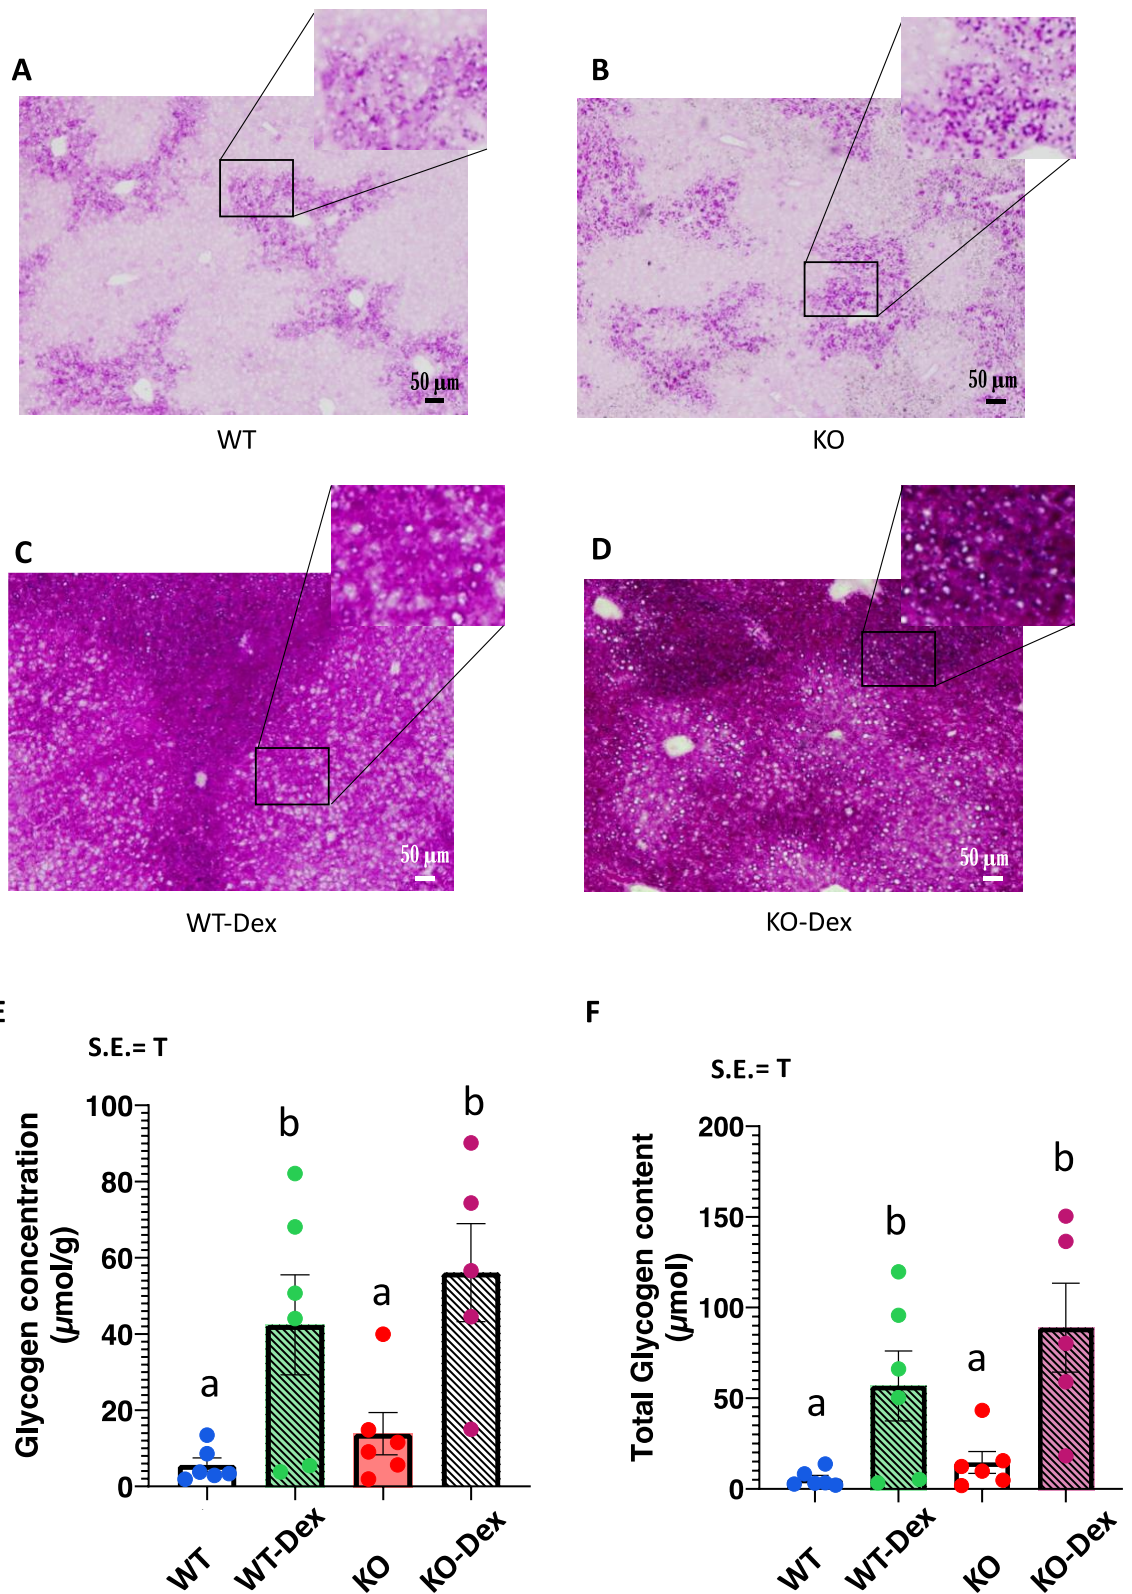 A
B
50 µm
50 µm
WT
KO
C
D
50 µm
50 µm
WT-Dex
KO-Dex
E
F
S.E.= T
S.E.= T
Glycogen concentration
(µmol/g)
100
80
60
40
20
0
a
b
a
b
WT
WT-Dex
KO
KO-Dex
Total Glycogen content
(µmol)
200
150
100
50
0
a
b
a
b
WT
WT-Dex
KO
KO-Dex